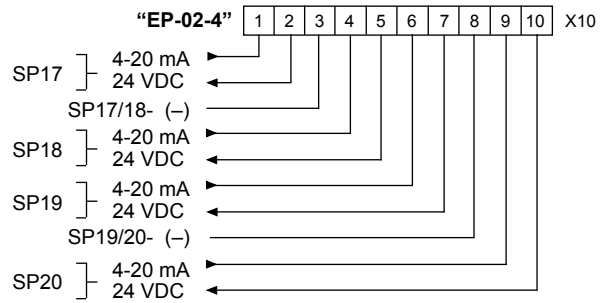 “EP-02-4” 1 2 3 4 5 6 7 8 9 10 X10
4-20 mA
SP17
24 VDC
SP17/18- (–)
4-20 mA
SP18
24 VDC
4-20 mA
SP19
24 VDC
SP19/20- (–)
4-20 mA
SP20
24 VDC